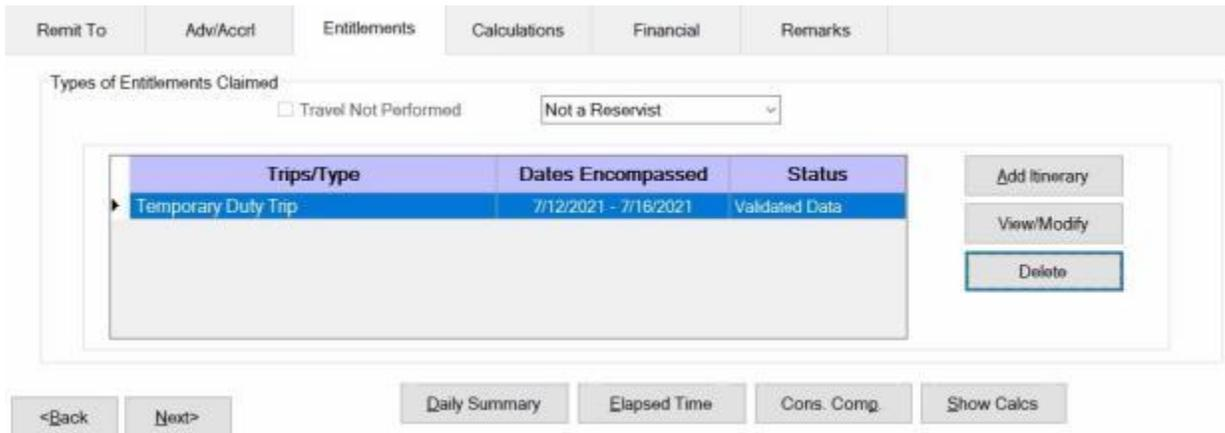 Remit To Adv/Accrl Entitlements Calculations Financial Remarks
Types of Entitlements Claimed
Travel Not Performed Not a Reservist
Trips/Type Dates Encompassed Status
Temporary Duty Trip 7/12/2021 - 7/16/2021 Validated Data
Add Itinerary
View/Modify
Delete
<Back Next> Daily Summary Elapsed Time Cons. Comp. Show Calcs